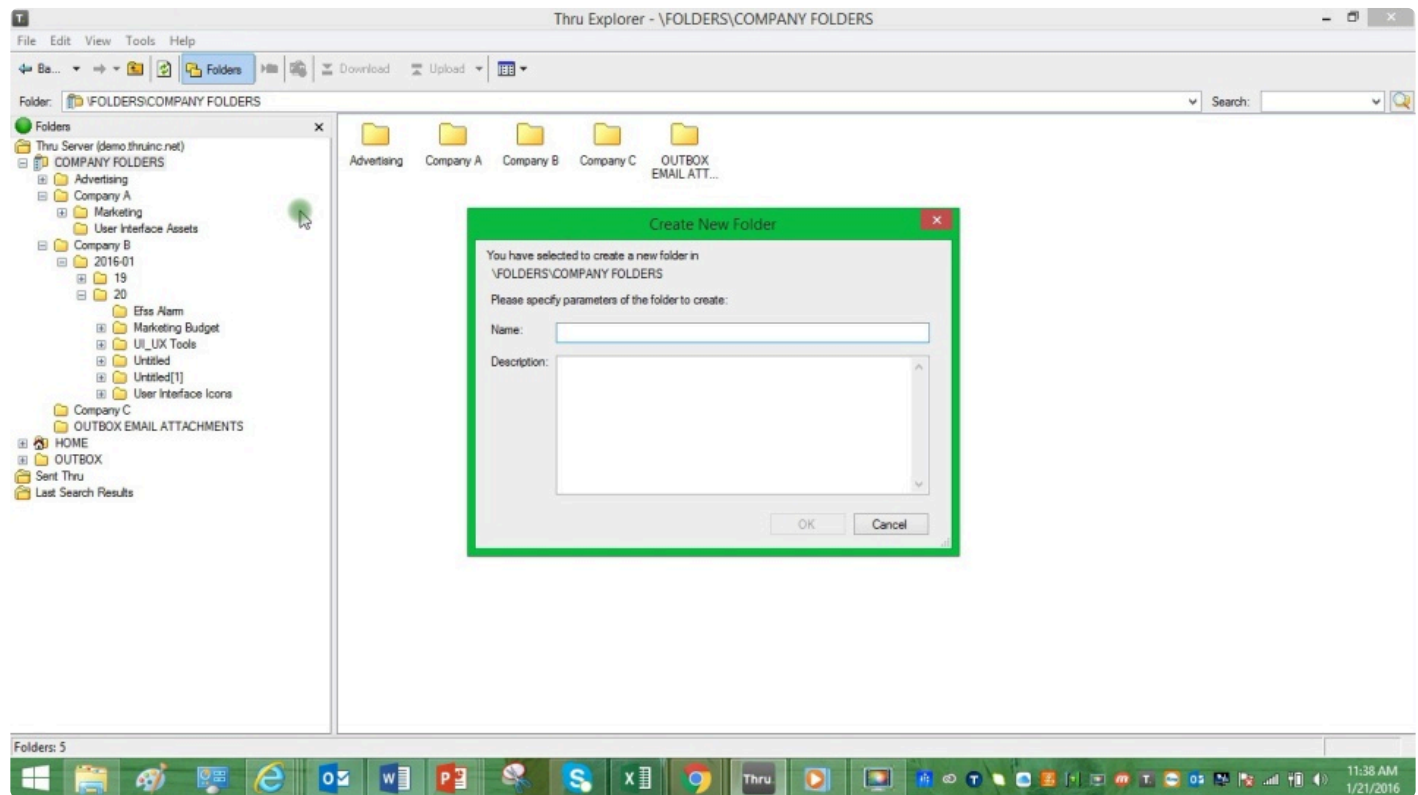 Thru Explorer - \FOLDERS\COMPANY FOLDERS
File Edit View Tools Help
Ba... Folders Download Upload
Folder: \FOLDERS\COMPANY FOLDERS Search:
Folders
Thru Server (demo.thruinc.net)
COMPANY FOLDERS
Advertising
Company A
Marketing
User Interface Assets
Company B
2016-01
19
20
Efss Alarm
Marketing Budget
UI_UX Tools
Untitled
Untitled[1]
User Interface Icons
Company C
OUTBOX EMAIL ATTACHMENTS
HOME
OUTBOX
Sent Thru
Last Search Results
Advertising Company A Company B Company C OUTBOX
EMAIL ATT...
Create New Folder
You have selected to create a new folder in
\FOLDERS\COMPANY FOLDERS
Please specify parameters of the folder to create:
Name:
Description:
OK Cancel
Folders: 5
Thru
11:38 AM
1/21/2016